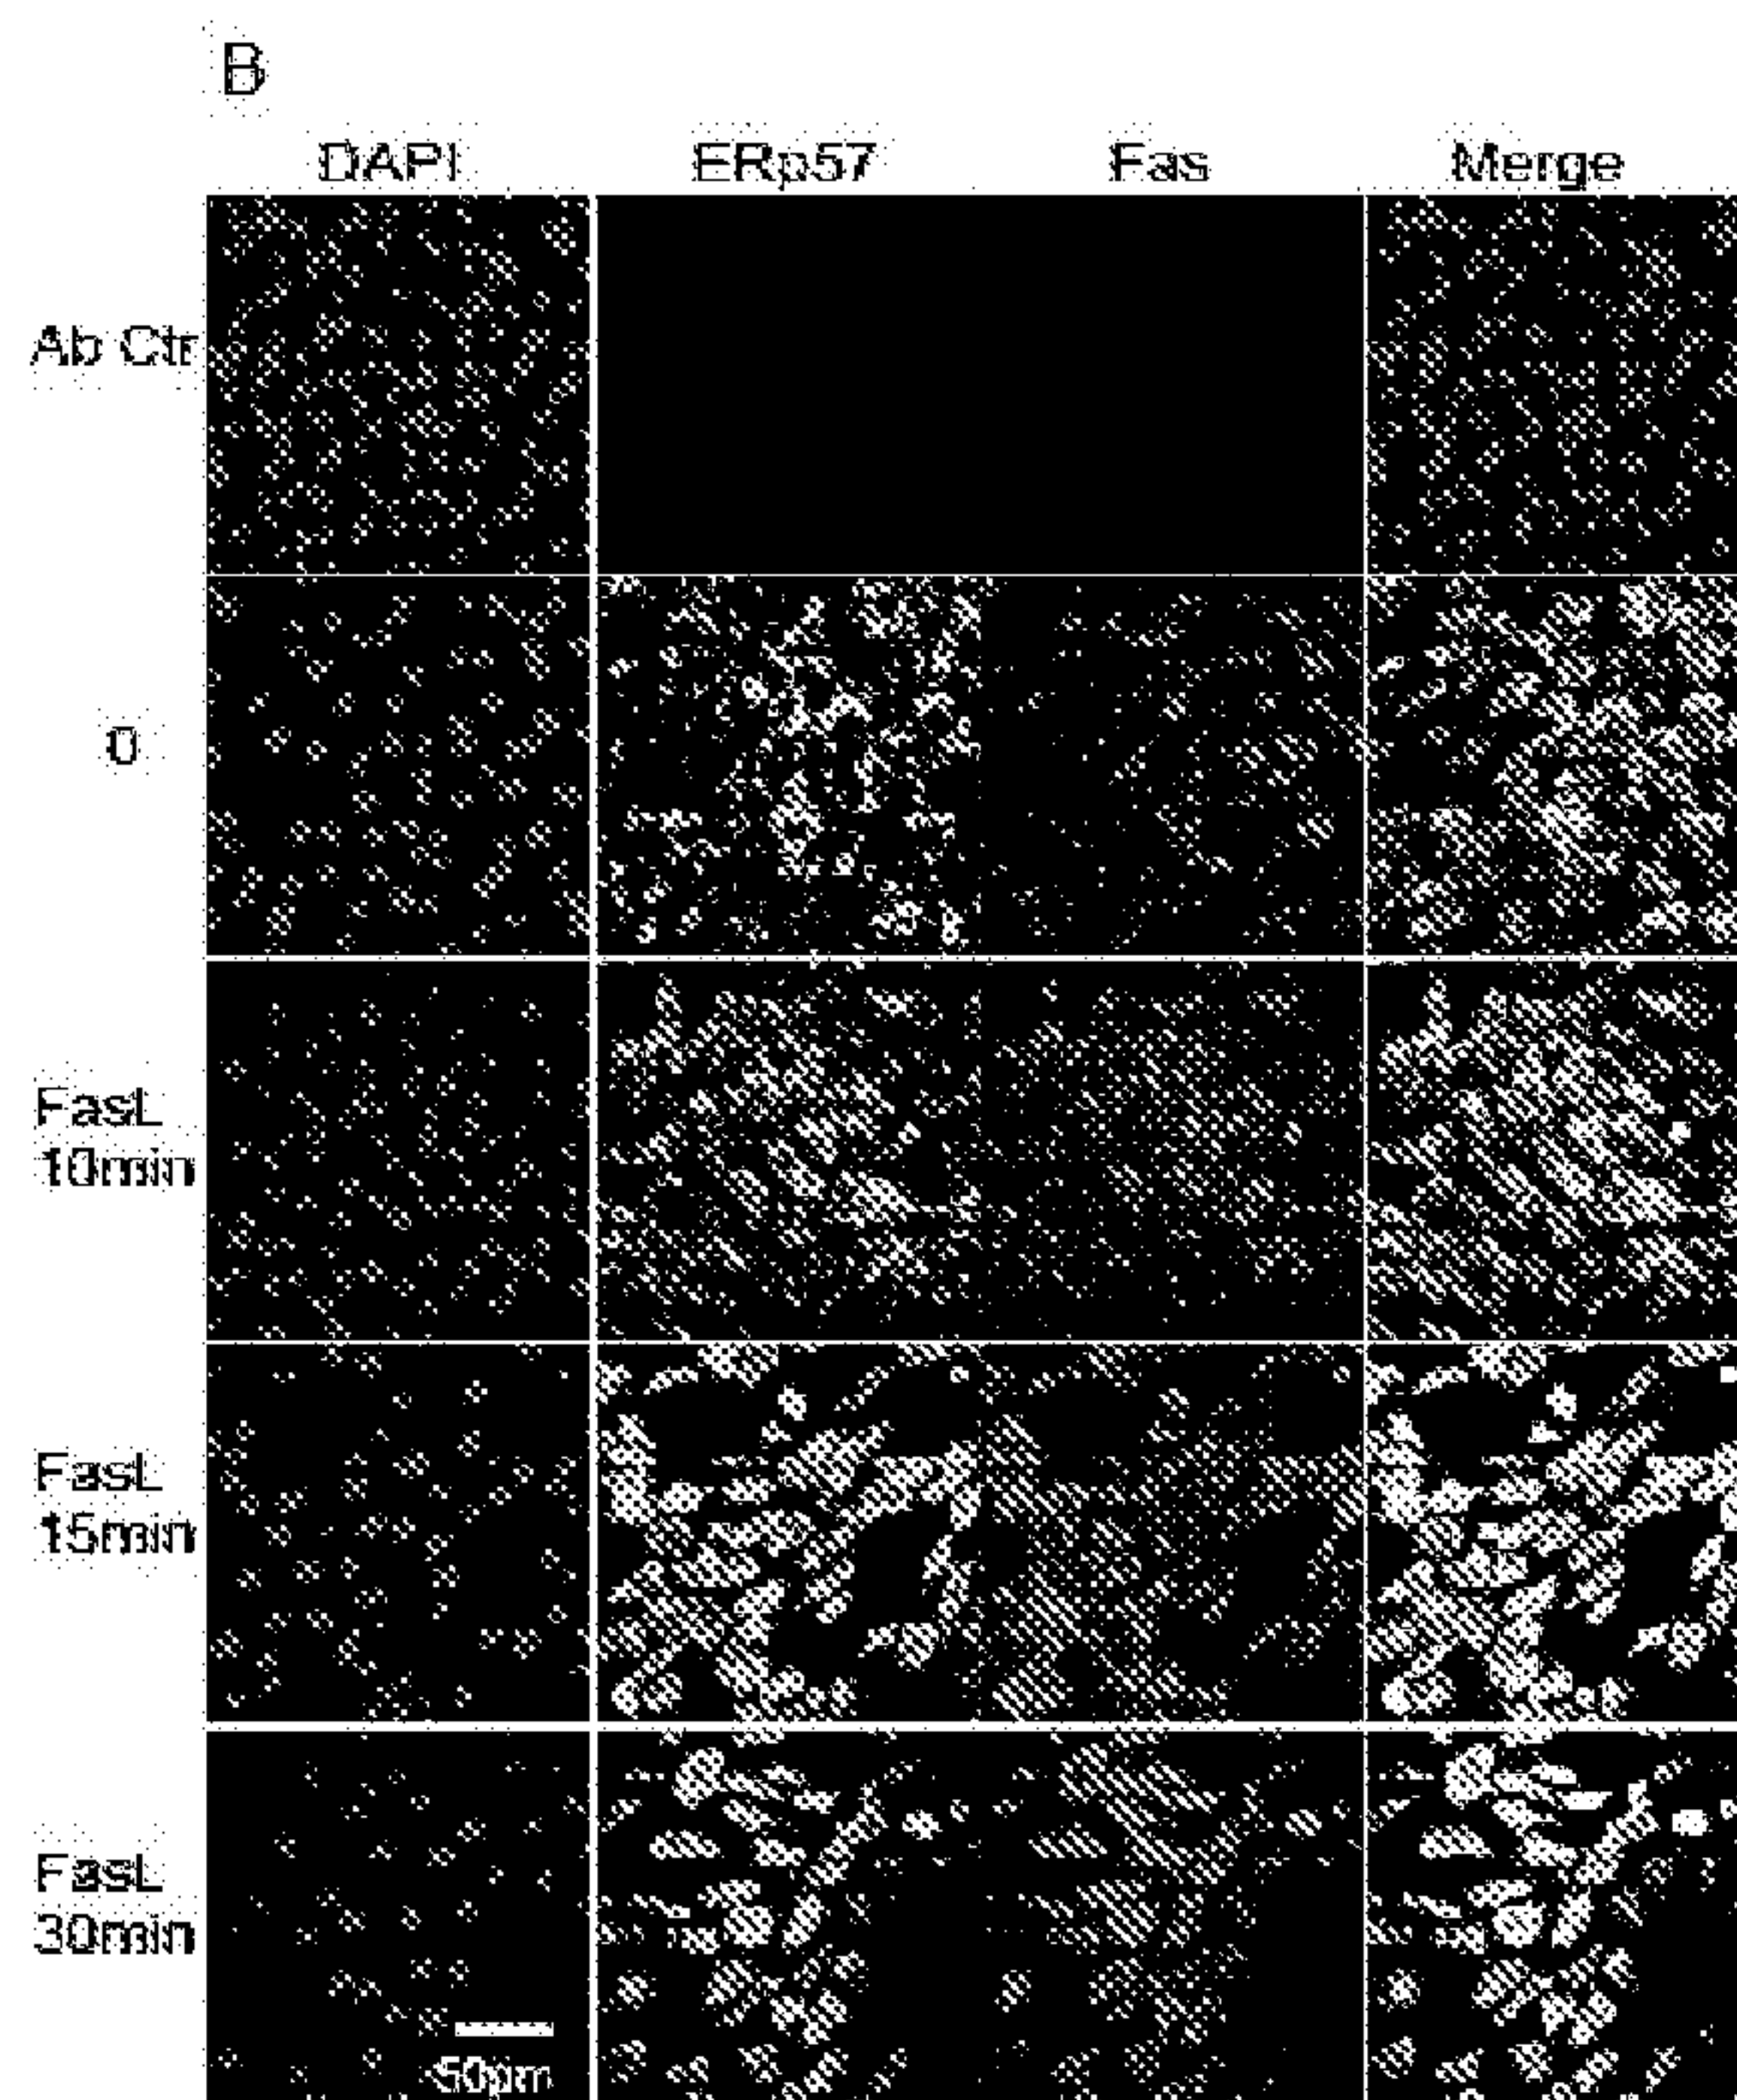 B
DAPI ERp57 Fas Merge
Ab Ctr
0
FasL
10min
FasL
15min
FasL
30min
50µm